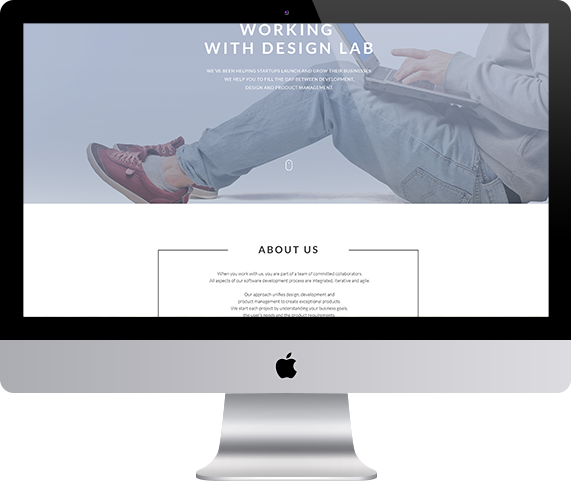 WORKING
WITH DESIGN LAB
WE'VE BEEN HELPING STARTUPS LAUNCH AND GROW THEIR BUSINESSES.
WE HELP YOU TO FILL THE GAP BETWEEN DEVELOPMENT,
DESIGN AND PRODUCT MANAGEMENT.
ABOUT US
When you work with us, you are part of a team of committed collaborators.
All aspects of our software development process are integrated, iterative and agile.
Our approach unifies design, development and
product management to create exceptional products.
We start each project by understanding your business goals,
the user's needs and the product requirements.